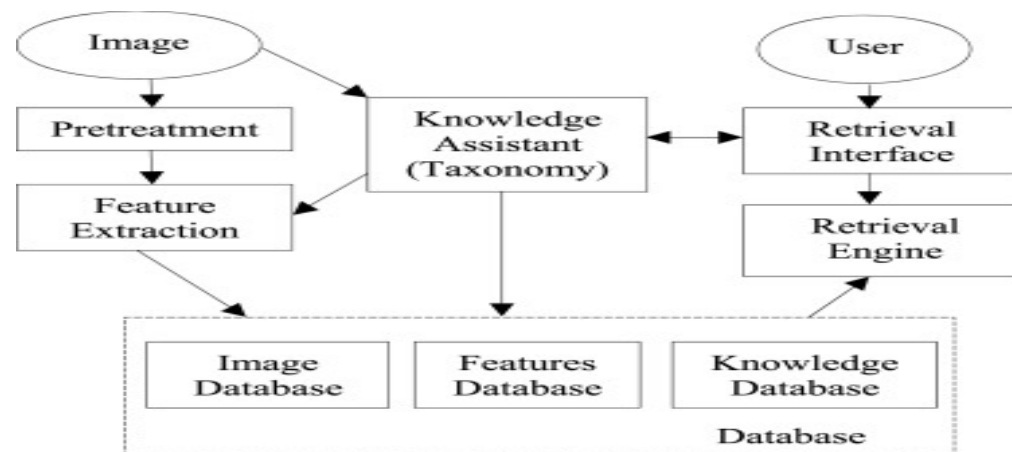 Image
User
Pretreatment
Knowledge
Assistant
(Taxonomy)
Retrieval
Interface
Feature
Extraction
Retrieval
Engine
Image
Database
Features
Database
Knowledge
Database
Database